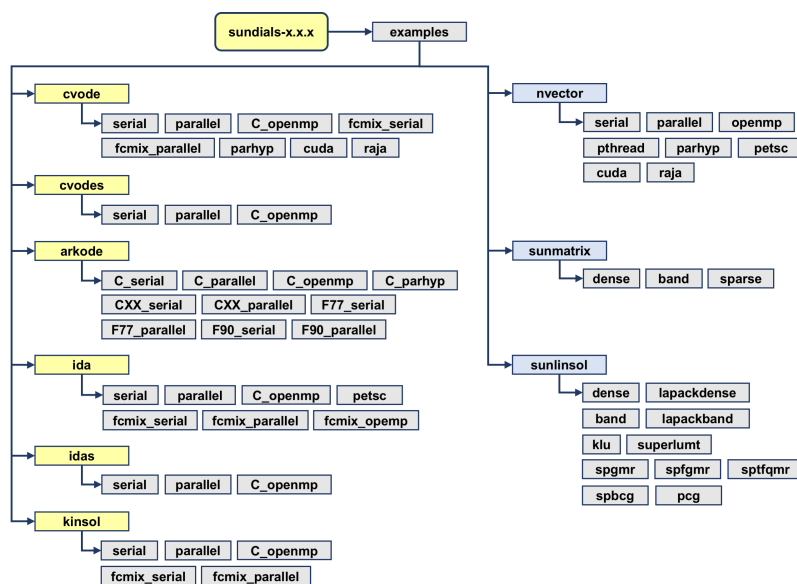 sundials-x.x.x examples
cvode
serial parallel C_openmp fcmix_serial
fcmix_parallel parhyp cuda raja
cvodes
serial parallel C_openmp
arkode
C_serial C_parallel C_openmp C_parhyp
CXX_serial CXX_parallel F77_serial
F77_parallel F90_serial F90_parallel
ida
serial parallel C_openmp petsc
fcmix_serial fcmix_parallel fcmix_opemp
idas
serial parallel C_openmp
kinsol
serial parallel C_openmp
fcmix_serial fcmix_parallel
nvector
serial parallel openmp
pthread parhyp petsc
cuda raja
sunmatrix
dense band sparse
sunlinsol
dense lapackdense
band lapackband
klu superlumt
spgmr spfgmr sptfqmr
spbcg pcg